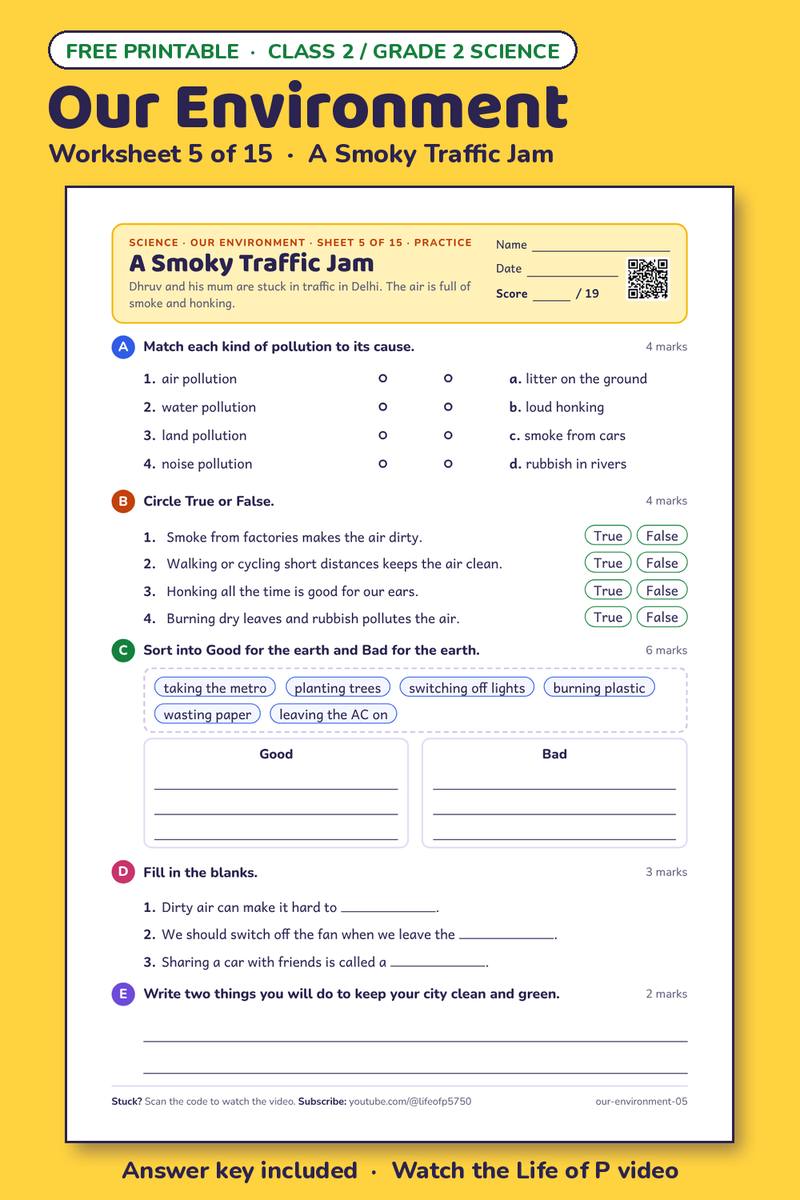 FREE PRINTABLE · CLASS 2 / GRADE 2 SCIENCE
Our Environment
Worksheet 5 of 15 · A Smoky Traffic Jam
SCIENCE · OUR ENVIRONMENT · SHEET 5 OF 15 · PRACTICE
A Smoky Traffic Jam
Dhruv and his mum are stuck in traffic in Delhi. The air is full of
smoke and honking.
Name ____________
Date ____________
Score ______ / 19
A Match each kind of pollution to its cause. 4 marks
1. air pollution a. litter on the ground
2. water pollution b. loud honking
3. land pollution c. smoke from cars
4. noise pollution d. rubbish in rivers
B Circle True or False. 4 marks
1. Smoke from factories makes the air dirty. True False
2. Walking or cycling short distances keeps the air clean. True False
3. Honking all the time is good for our ears. True False
4. Burning dry leaves and rubbish pollutes the air. True False
C Sort into Good for the earth and Bad for the earth. 6 marks
taking the metro planting trees switching off lights burning plastic
wasting paper leaving the AC on
Good Bad
D Fill in the blanks. 3 marks
1. Dirty air can make it hard to ____________.
2. We should switch off the fan when we leave the ____________.
3. Sharing a car with friends is called a ____________.
E Write two things you will do to keep your city clean and green. 2 marks
Stuck? Scan the code to watch the video. Subscribe: youtube.com/@lifeofp5750 our-environment-05
Answer key included · Watch the Life of P video